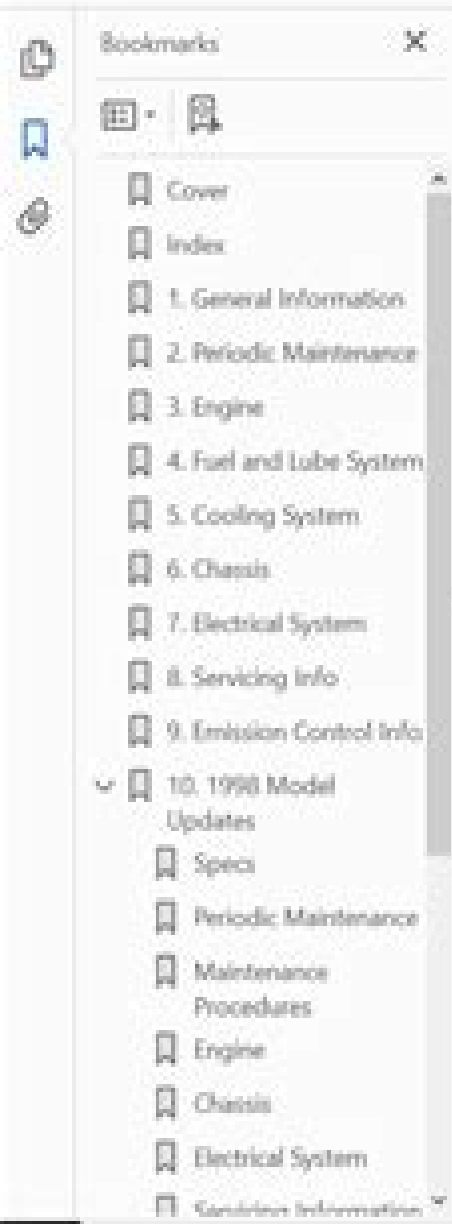 Bookmarks
Cover
Index
1. General Information
2. Periodic Maintenance
3. Engine
4. Fuel and Lube System
5. Cooling System
6. Chassis
7. Electrical System
8. Servicing Info
9. Emission Control Info
10. 1998 Model
Updates
Specs
Periodic Maintenance
Maintenance
Procedures
Engine
Chassis
Electrical System
Servicing Information